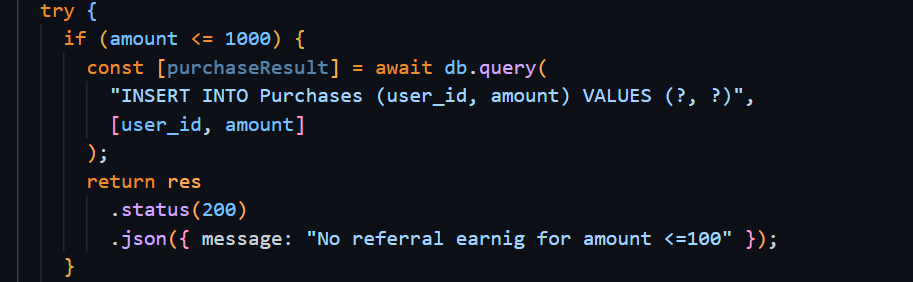 try {
if (amount <= 1000) {
const [purchaseResult] = await db.query(
"INSERT INTO Purchases (user_id, amount) VALUES (?, ?)",
[user_id, amount]
);
return res
.status(200)
.json({ message: "No referral earnig for amount <=100" });
}